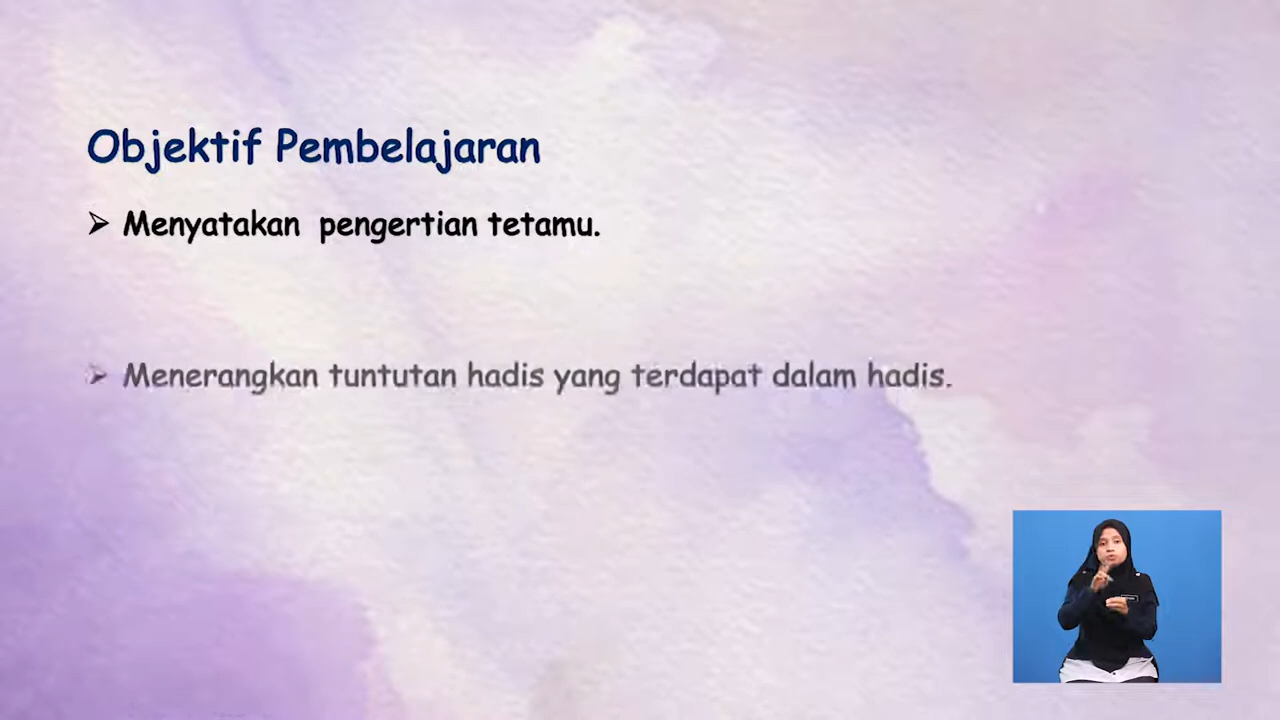 Objektif Pembelajaran
➢ Menyatakan pengertian tetamu.
➢ Menerangkan tuntutan hadis yang terdapat dalam hadis.